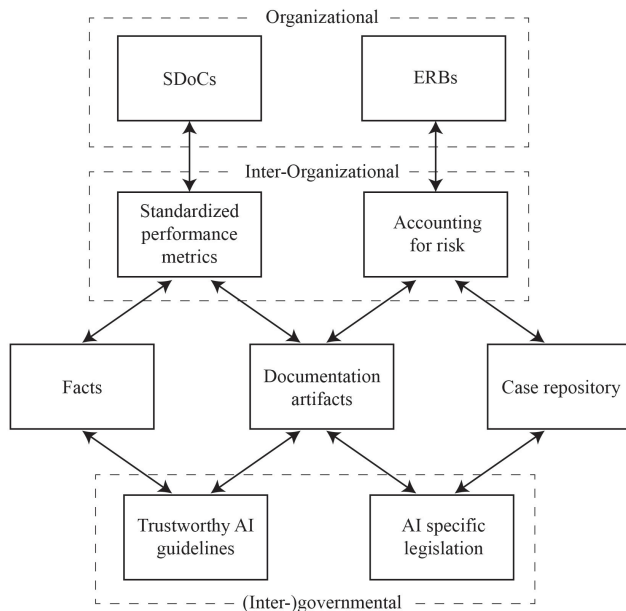 Organizational
SDoCs
ERBs
Inter-Organizational
Standardized
performance
metrics
Accounting
for risk
Facts
Documentation
artifacts
Case repository
Trustworthy AI
guidelines
AI specific
legislation
(Inter-)governmental